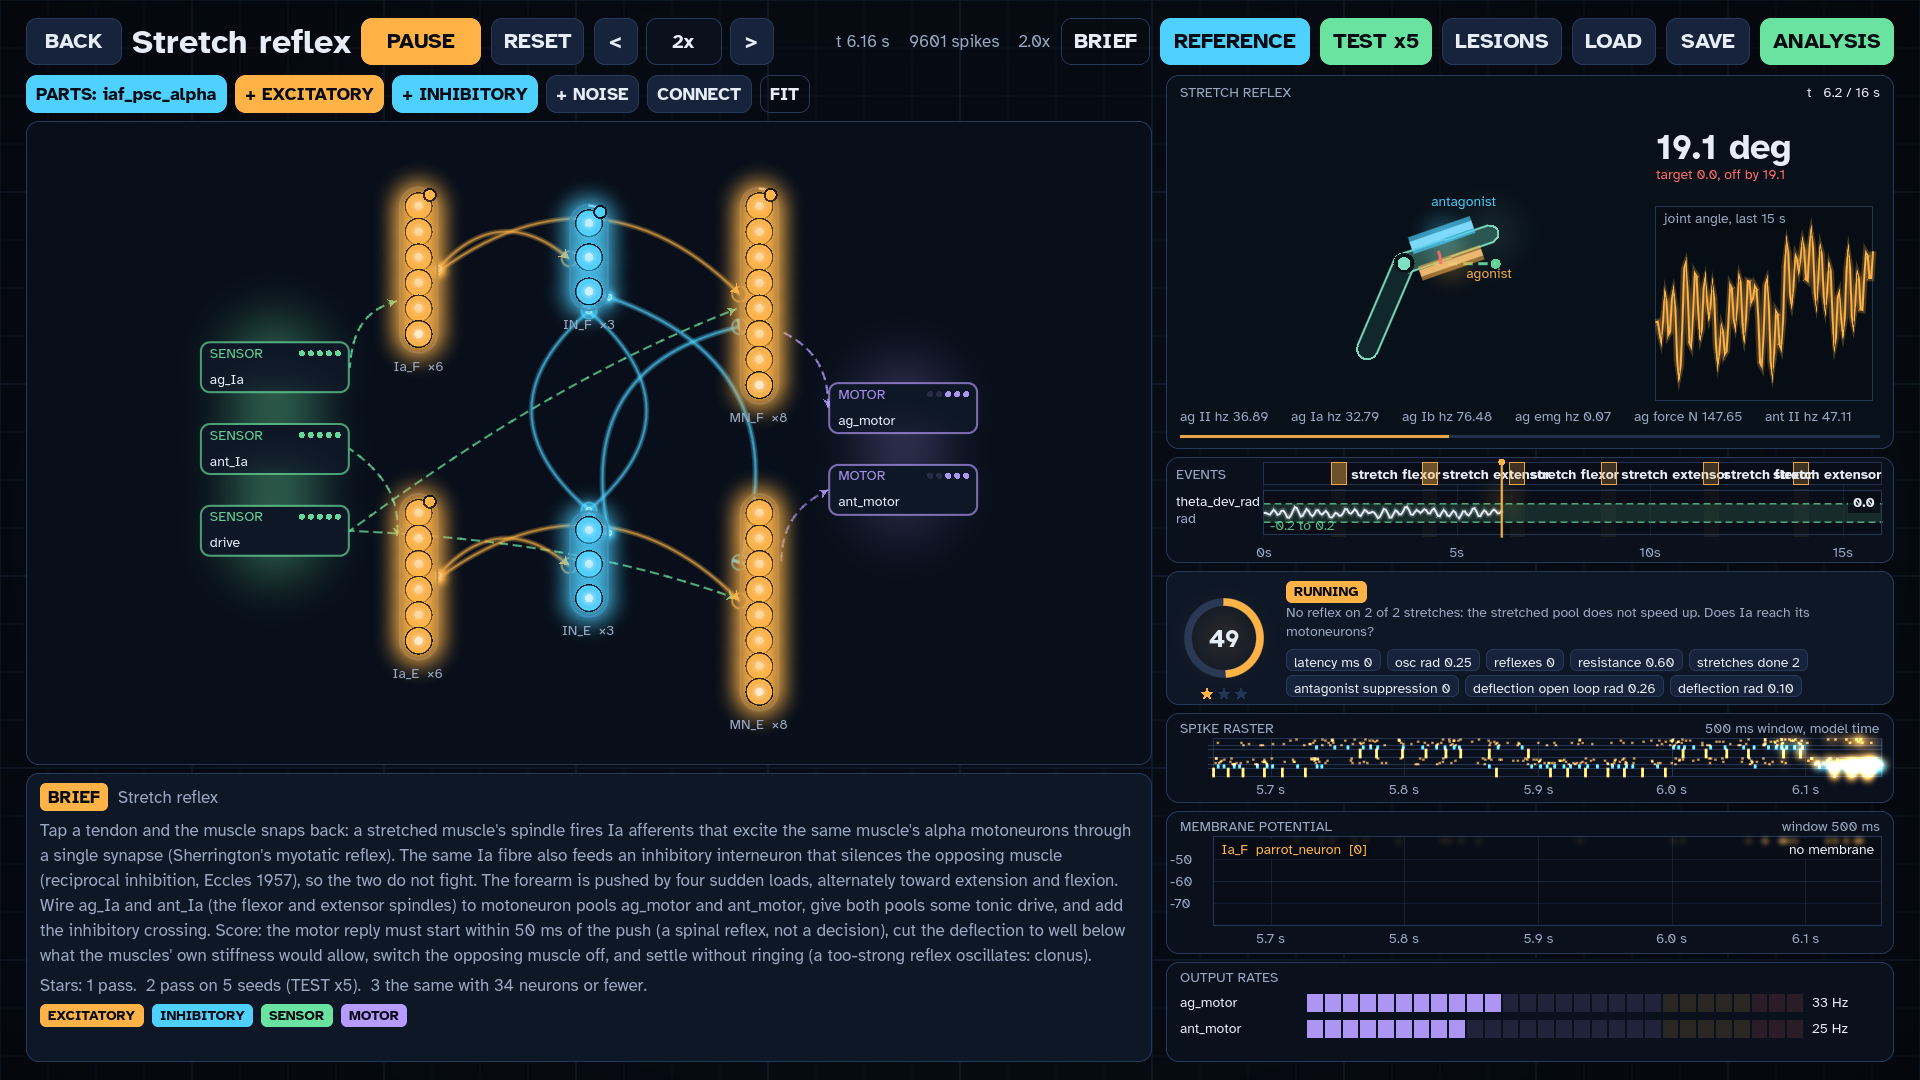 BACK
Stretch reflex
PAUSE
RESET
<
2x
>
t 6.16 s
9601 spikes
2.0x
BRIEF
REFERENCE
TEST x5
LESIONS
LOAD
SAVE
ANALYSIS
PARTS: iaf_psc_alpha
+ EXCITATORY
+ INHIBITORY
+ NOISE
CONNECT
FIT
SENSOR
ag_Ia
SENSOR
ant_Ia
SENSOR
drive
Ia_F ×6
IN_F ×3
MN_F ×8
Ia_E ×6
IN_E ×3
MN_E ×8
MOTOR
ag_motor
MOTOR
ant_motor
BRIEF Stretch reflex
Tap a tendon and the muscle snaps back: a stretched muscle's spindle fires Ia afferents that excite the same muscle's alpha motoneurons through
a single synapse (Sherrington's myotatic reflex). The same Ia fibre also feeds an inhibitory interneuron that silences the opposing muscle
(reciprocal inhibition, Eccles 1957), so the two do not fight. The forearm is pushed by four sudden loads, alternately toward extension and flexion.
Wire ag_Ia and ant_Ia (the flexor and extensor spindles) to motoneuron pools ag_motor and ant_motor, give both pools some tonic drive, and add
the inhibitory crossing. Score: the motor reply must start within 50 ms of the push (a spinal reflex, not a decision), cut the deflection to well below
what the muscles' own stiffness would allow, switch the opposing muscle off, and settle without ringing (a too-strong reflex oscillates: clonus).
Stars: 1 pass. 2 pass on 5 seeds (TEST x5). 3 the same with 34 neurons or fewer.
EXCITATORY
INHIBITORY
SENSOR
MOTOR
STRETCH REFLEX
t 6.2 / 16 s
19.1 deg
target 0.0, off by 19.1
joint angle, last 15 s
antagonist
agonist
ag II hz 36.89
ag Ia hz 32.79
ag Ib hz 76.48
ag emg hz 0.07
ag force N 147.65
ant II hz 47.11
EVENTS
stretch flexor
stretch extensor
stretch flexor
stretch extensor
stretch flexor
stretch extensor
theta_dev_rad
rad
-0.2 to 0.2
0.0
0s
5s
10s
15s
49
RUNNING
No reflex on 2 of 2 stretches: the stretched pool does not speed up. Does Ia reach its
motoneurons?
latency ms 0
osc rad 0.25
reflexes 0
resistance 0.60
stretches done 2
antagonist suppression 0
deflection open loop rad 0.26
deflection rad 0.10
SPIKE RASTER
500 ms window, model time
5.7 s
5.8 s
5.9 s
6.0 s
6.1 s
MEMBRANE POTENTIAL
window 500 ms
Ia_F parrot_neuron [0]
no membrane
-50
-60
-70
5.7 s
5.8 s
5.9 s
6.0 s
6.1 s
OUTPUT RATES
ag_motor
33 Hz
ant_motor
25 Hz